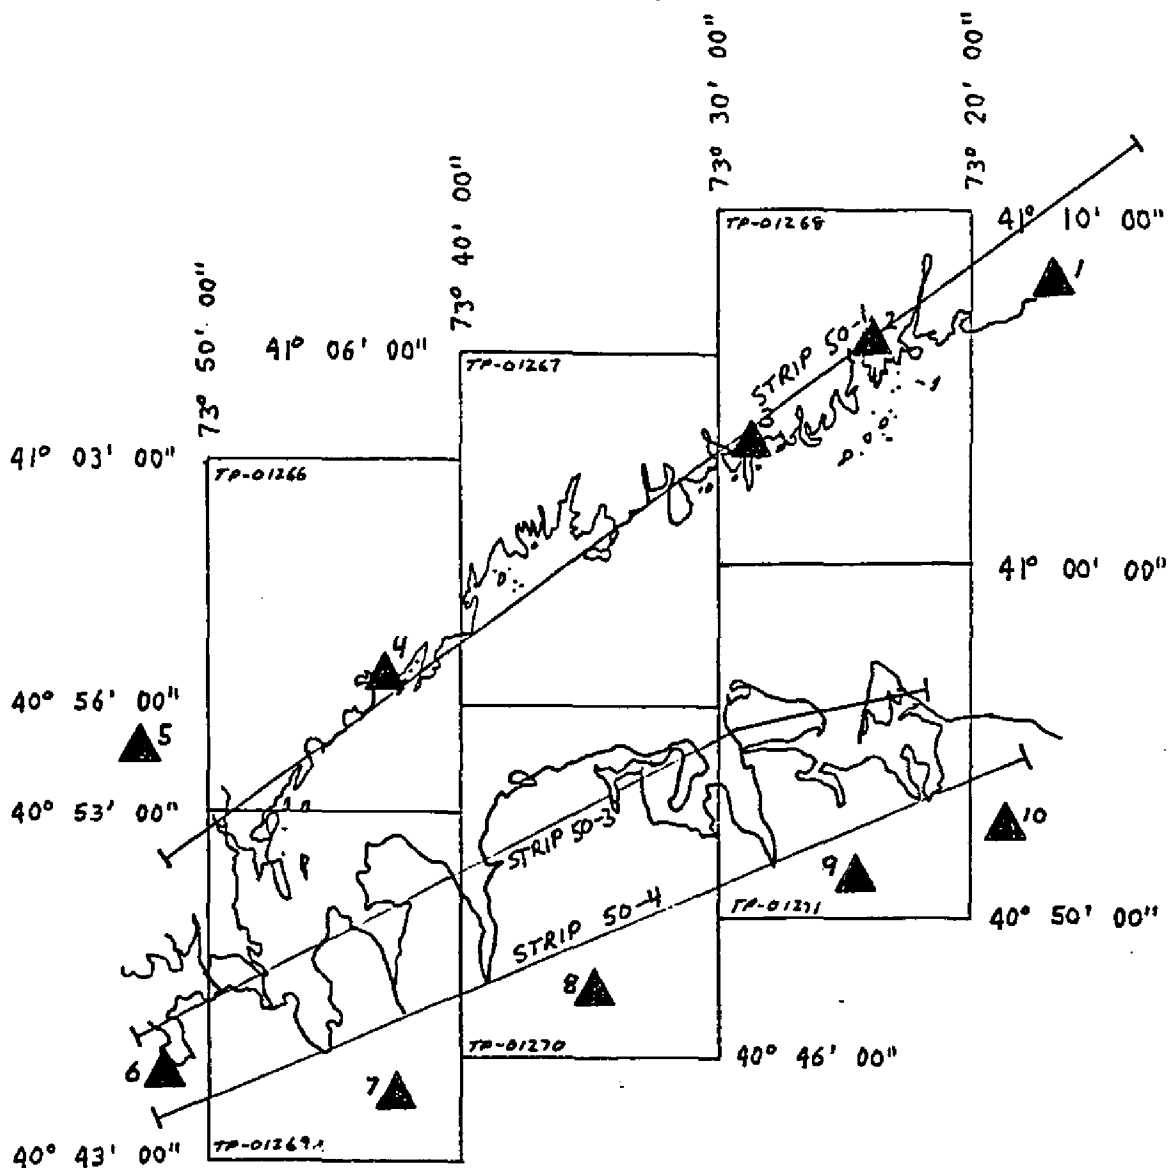 73° 30' 00"
73° 20' 00"
73° 40' 00"
73° 50' 00"
TP-01268
41° 10' 00"
1
41° 06' 00"
TP-01267
STRIP 50-1
2
3
41° 03' 00"
TP-01266
41° 00' 00"
4
40° 56' 00"
5
40° 53' 00"
STRIP 50-3
10
9
STRIP 50-4
TP-01271
40° 50' 00"
8
6
TP-01270
40° 46' 00"
7
40° 43' 00"
TP-01269